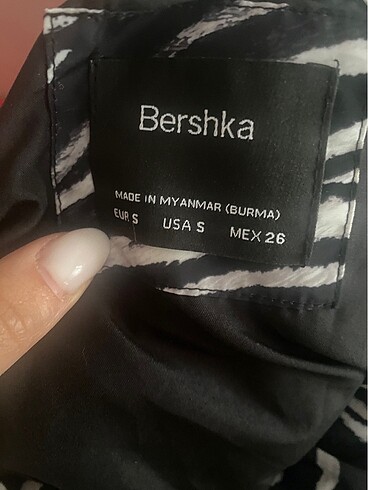 Bershka
MADE IN MYANMAR (BURMA)
EUR S USA S MEX 26